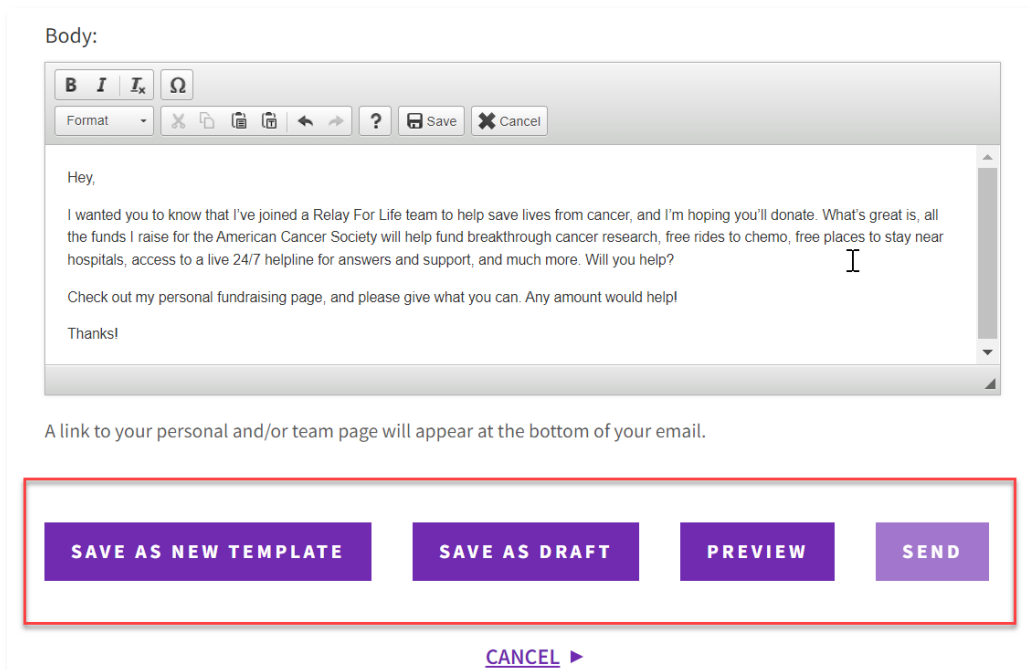 Body:
B I Tx Ω
Format ? Save Cancel
Hey,
I wanted you to know that I've joined a Relay For Life team to help save lives from cancer, and I'm hoping you'll donate. What's great is, all
the funds I raise for the American Cancer Society will help fund breakthrough cancer research, free rides to chemo, free places to stay near
hospitals, access to a live 24/7 helpline for answers and support, and much more. Will you help?
Check out my personal fundraising page, and please give what you can. Any amount would help!
Thanks!
A link to your personal and/or team page will appear at the bottom of your email.
SAVE AS NEW TEMPLATE SAVE AS DRAFT PREVIEW SEND
CANCEL